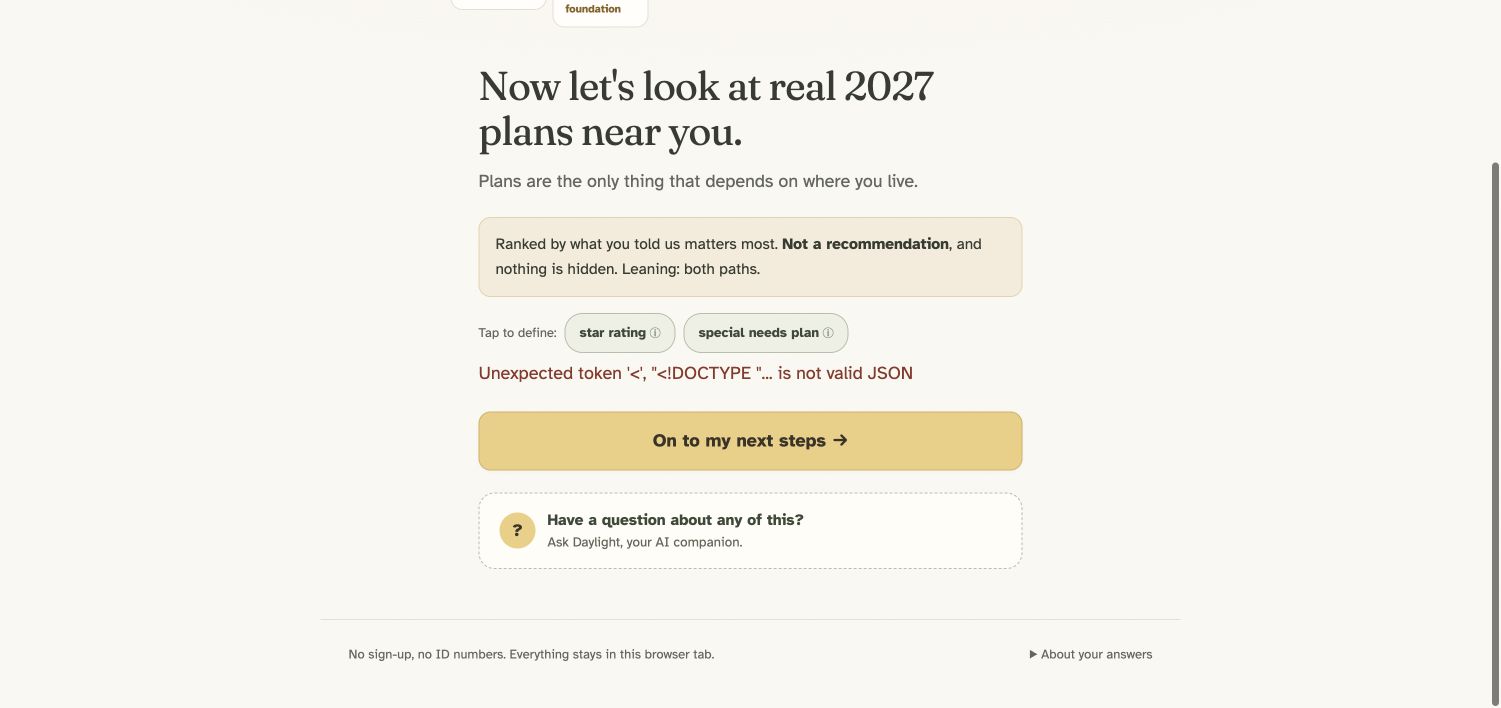 foundation
Now let's look at real 2027
plans near you.
Plans are the only thing that depends on where you live.
Ranked by what you told us matters most. Not a recommendation, and
nothing is hidden. Leaning: both paths.
Tap to define: star rating ⓘ special needs plan ⓘ
Unexpected token '<', "<!DOCTYPE "... is not valid JSON
On to my next steps →
? Have a question about any of this?
Ask Daylight, your AI companion.
No sign-up, no ID numbers. Everything stays in this browser tab. ▶ About your answers